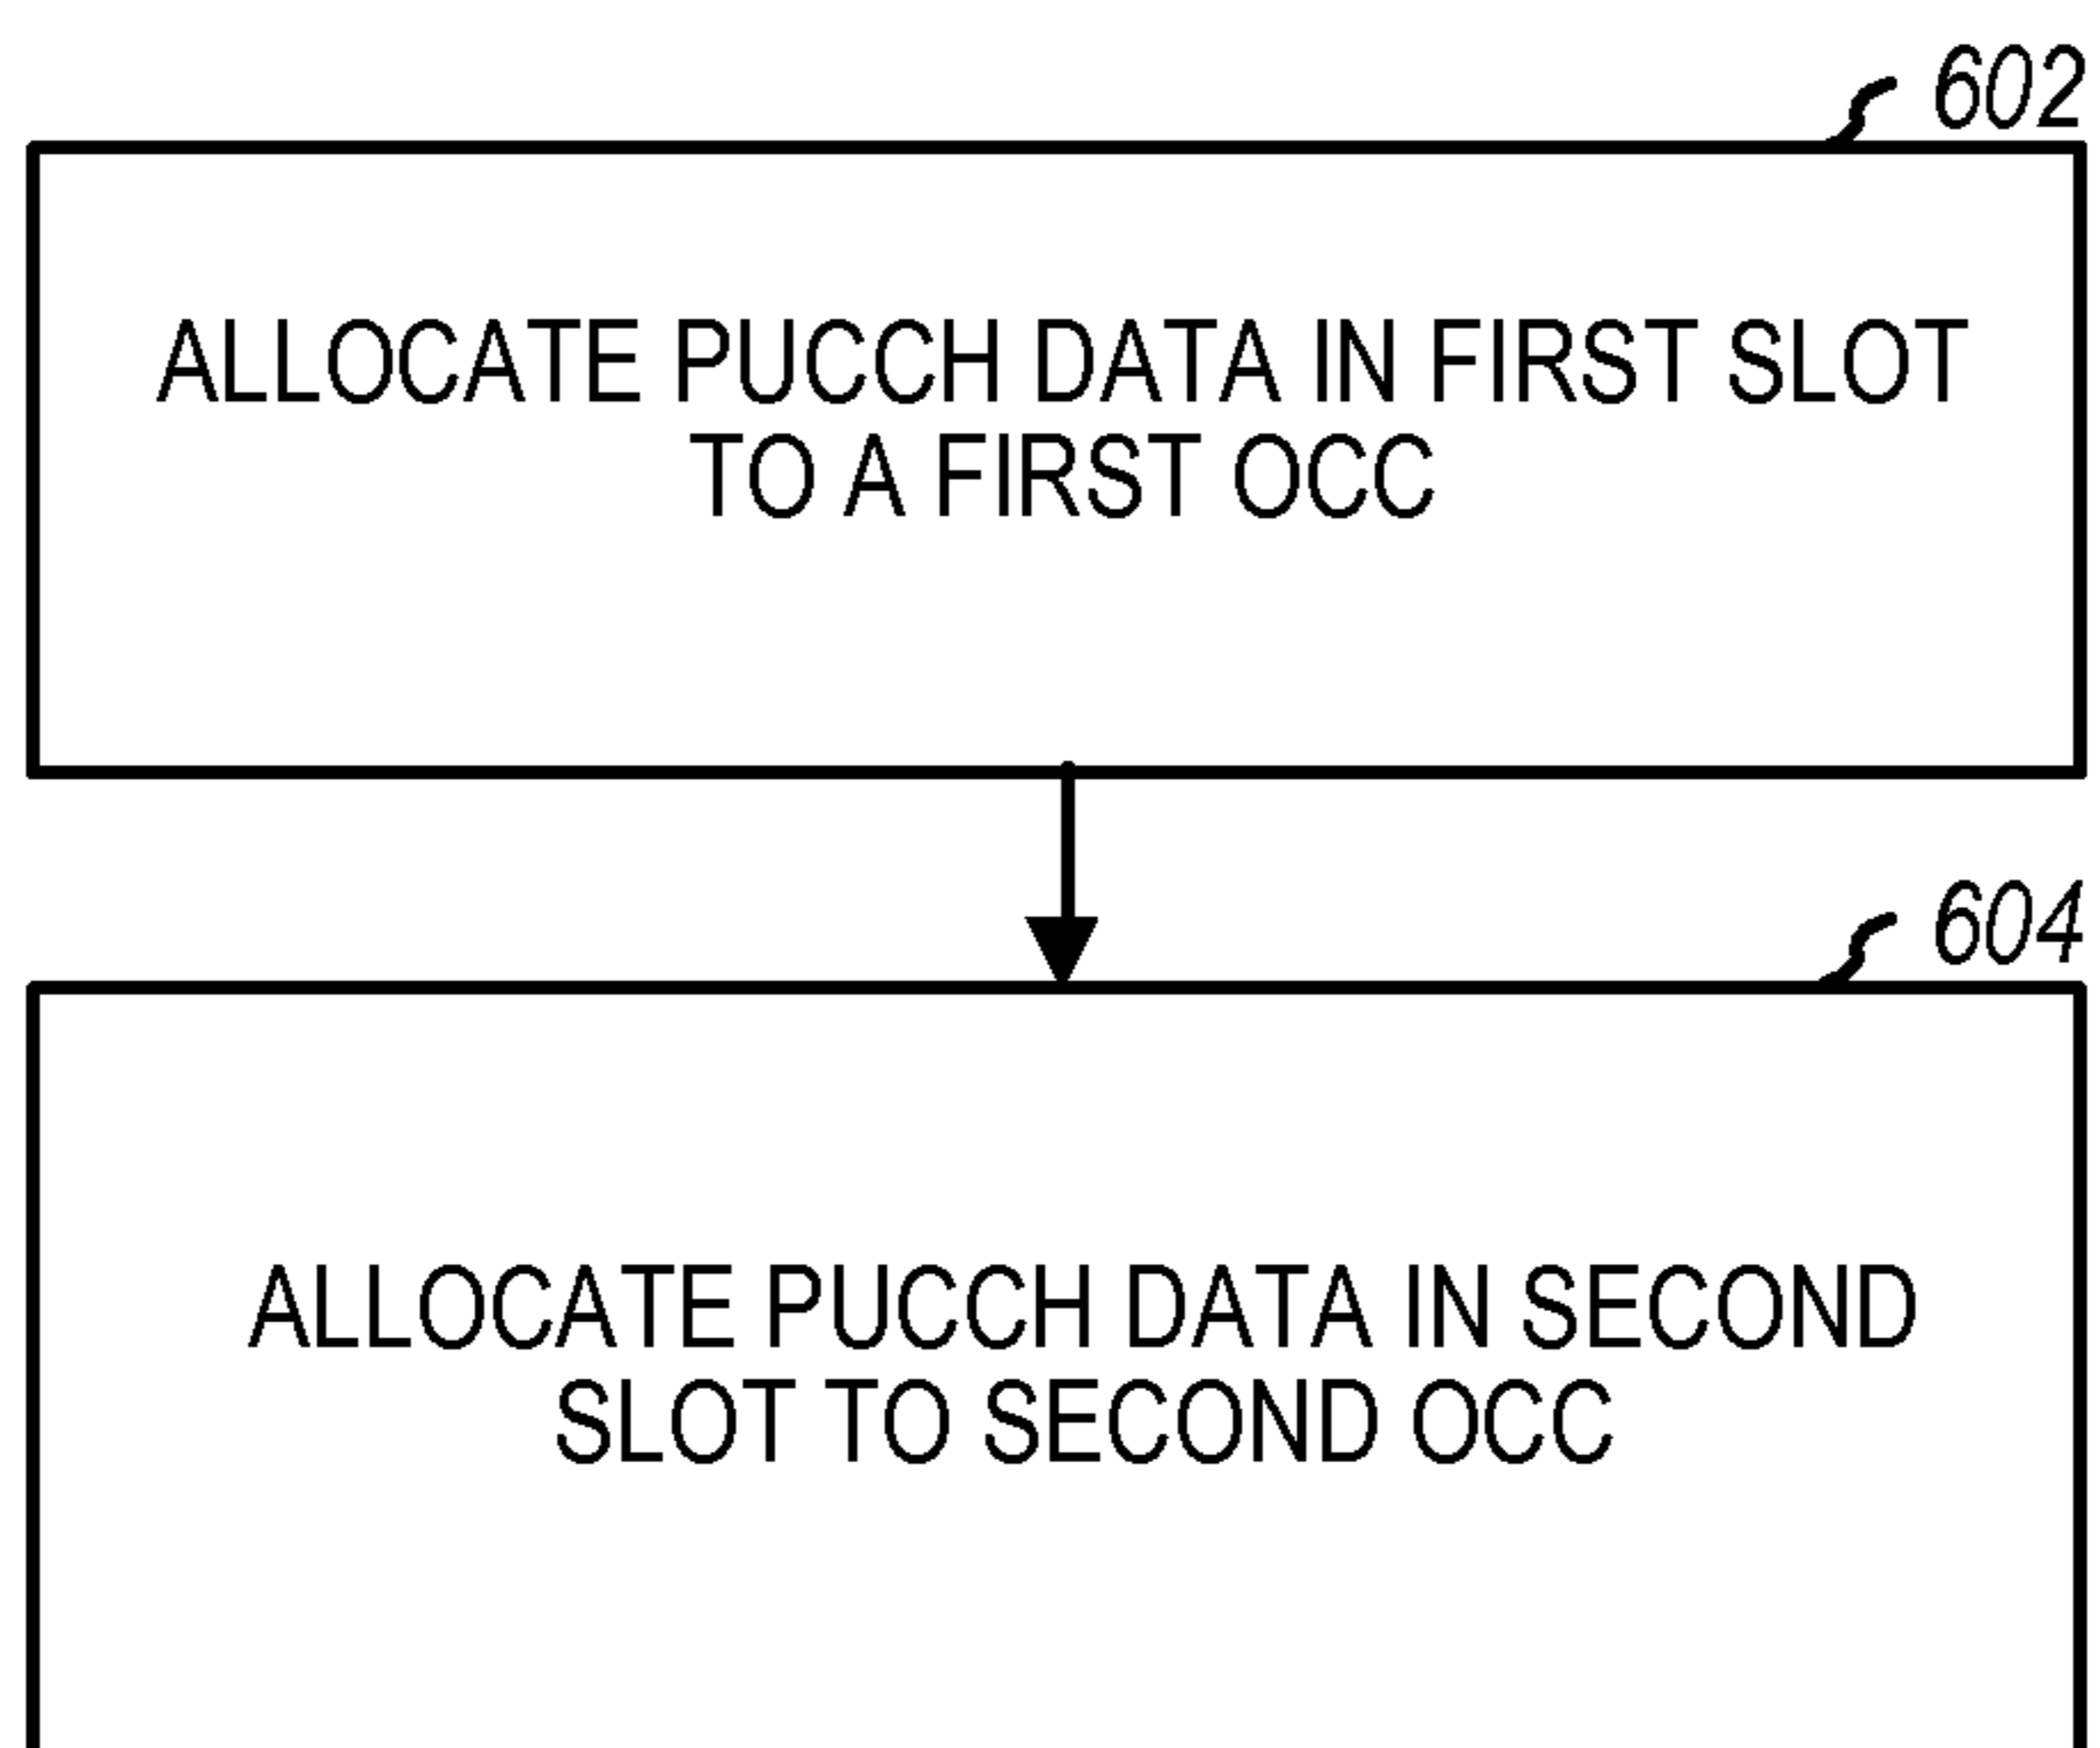 602
ALLOCATE PUCCH DATA IN FIRST SLOT
TO A FIRST OCC
604
ALLOCATE PUCCH DATA IN SECOND
SLOT TO SECOND OCC